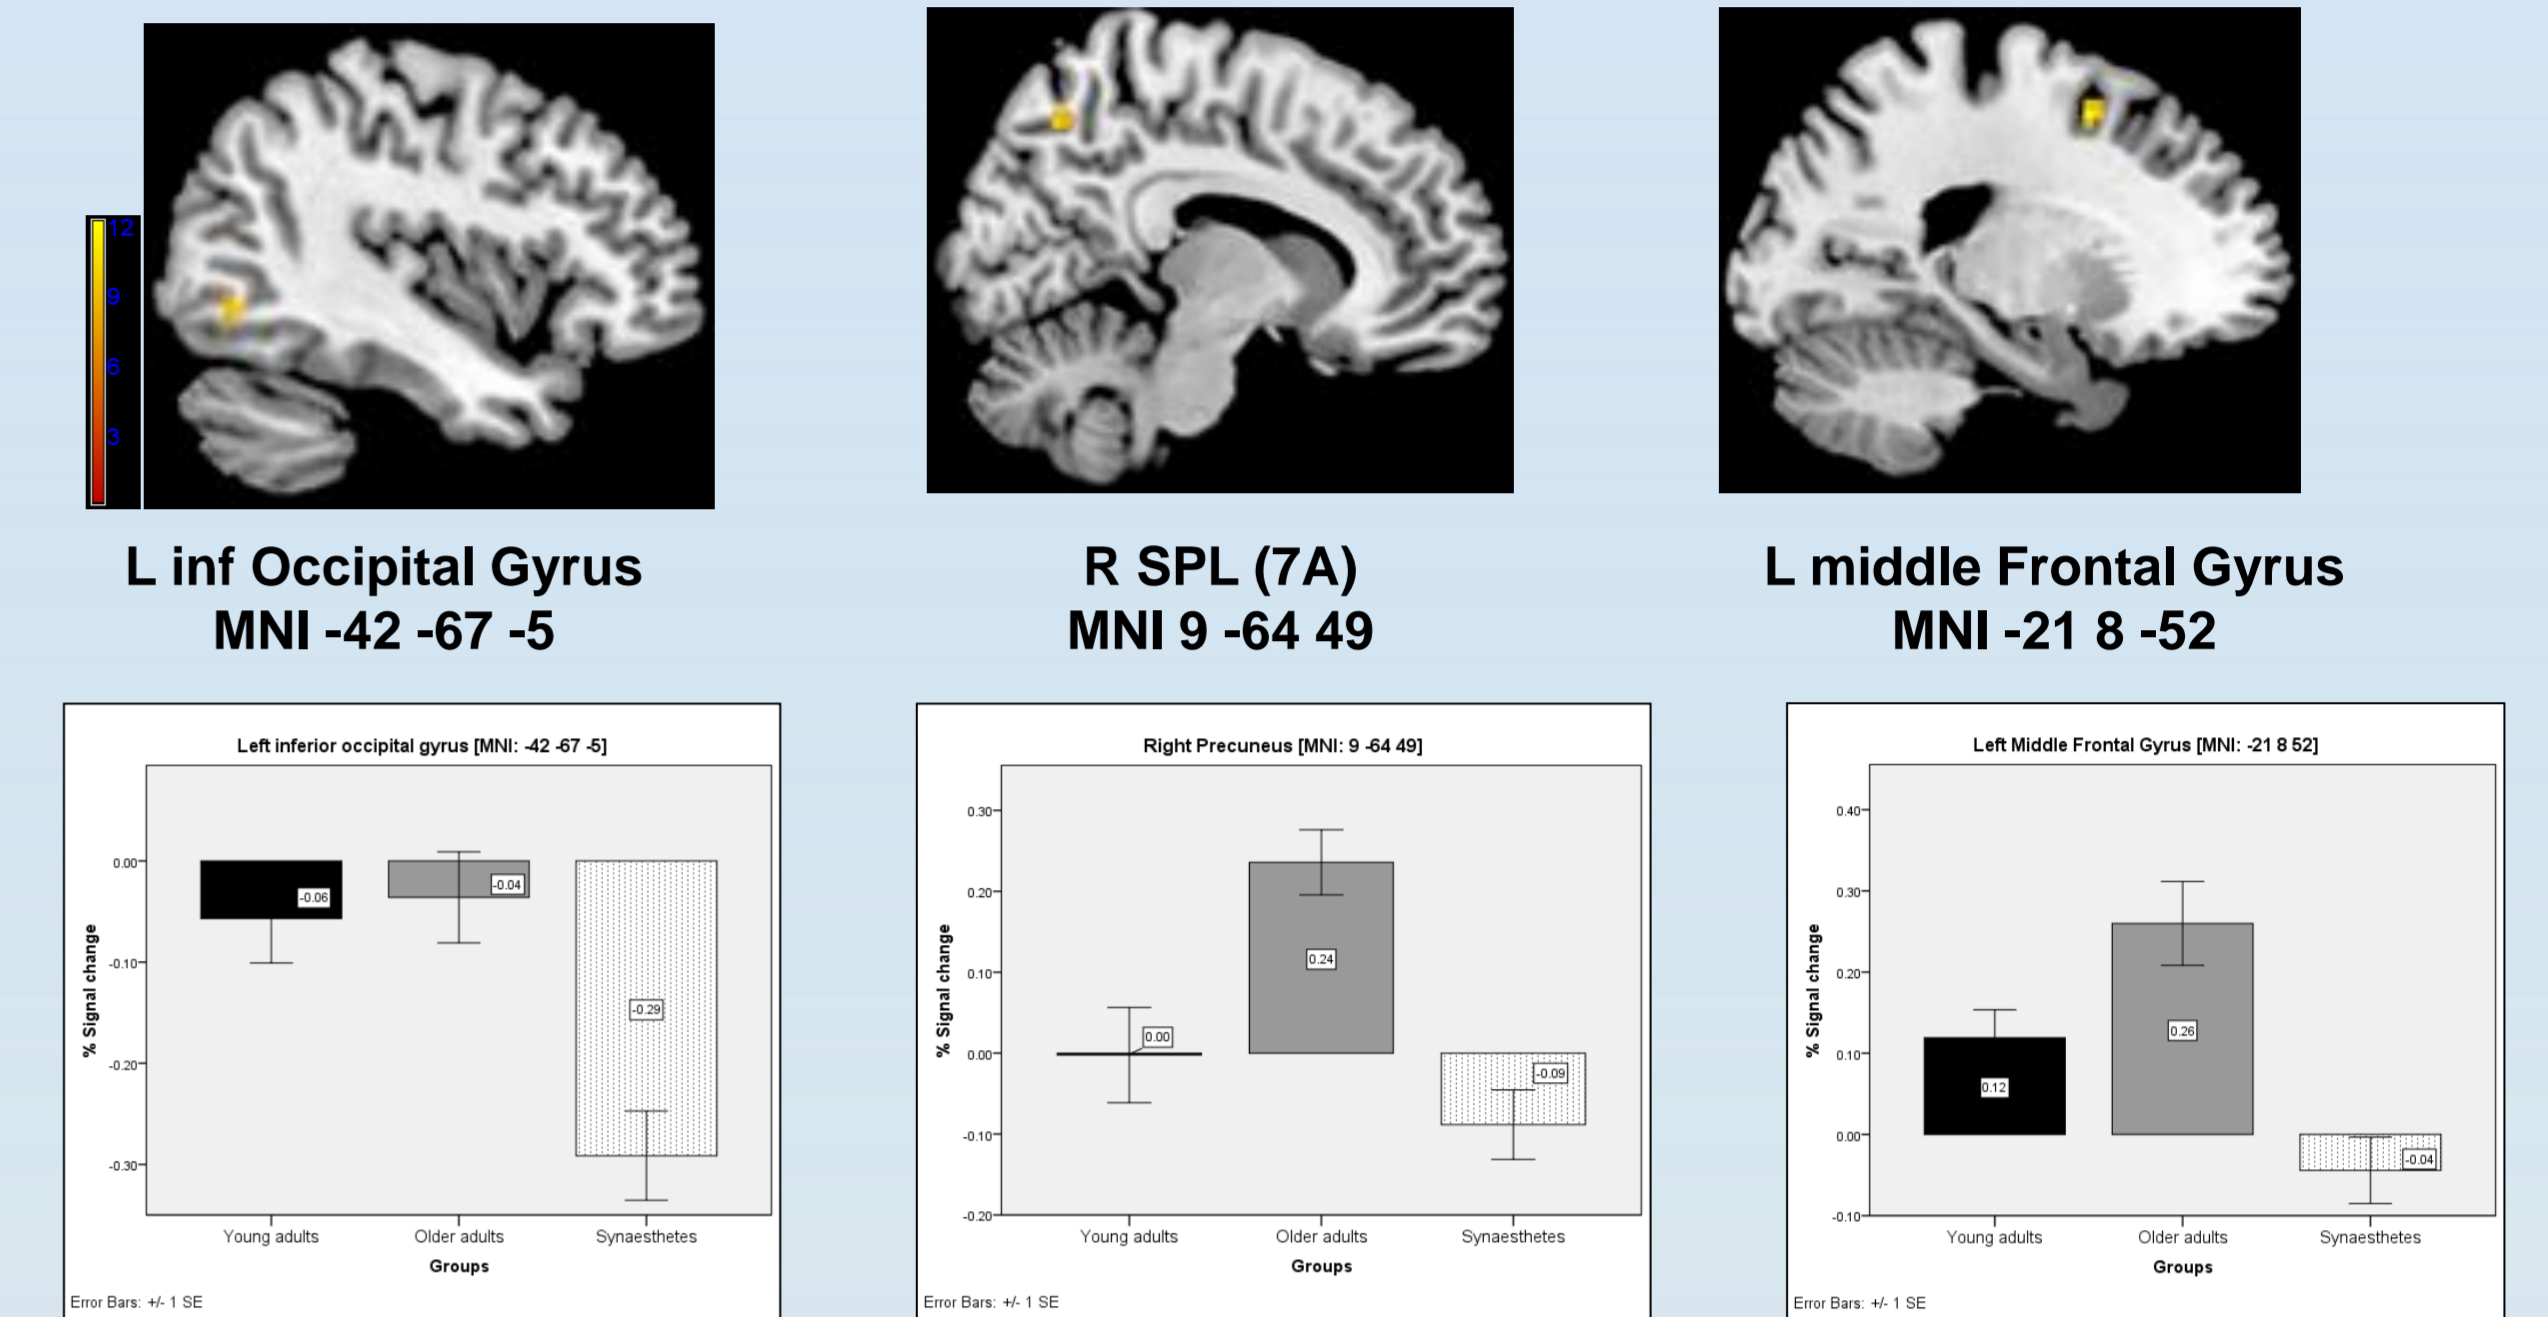 12
9
6
3
L inf Occipital Gyrus
MNI -42 -67 -5
R SPL (7A)
MNI 9 -64 49
L middle Frontal Gyrus
MNI -21 8 -52
Left inferior occipital gyrus [MNI: -42 -67 -5]
% Signal change
0.00
-0.10
-0.20
-0.30
-0.06
-0.04
-0.29
Young adults
Older adults
Synaesthetes
Groups
Error Bars: +/- 1 SE
Right Precuneus [MNI: 9 -64 49]
% Signal change
0.30
0.20
0.10
0.00
-0.10
-0.20
0.00
0.24
-0.09
Young adults
Older adults
Synaesthetes
Groups
Error Bars: +/- 1 SE
Left Middle Frontal Gyrus [MNI: -21 8 52]
% Signal change
0.40
0.30
0.20
0.10
0.00
-0.10
0.12
0.26
-0.04
Young adults
Older adults
Synaesthetes
Groups
Error Bars: +/- 1 SE